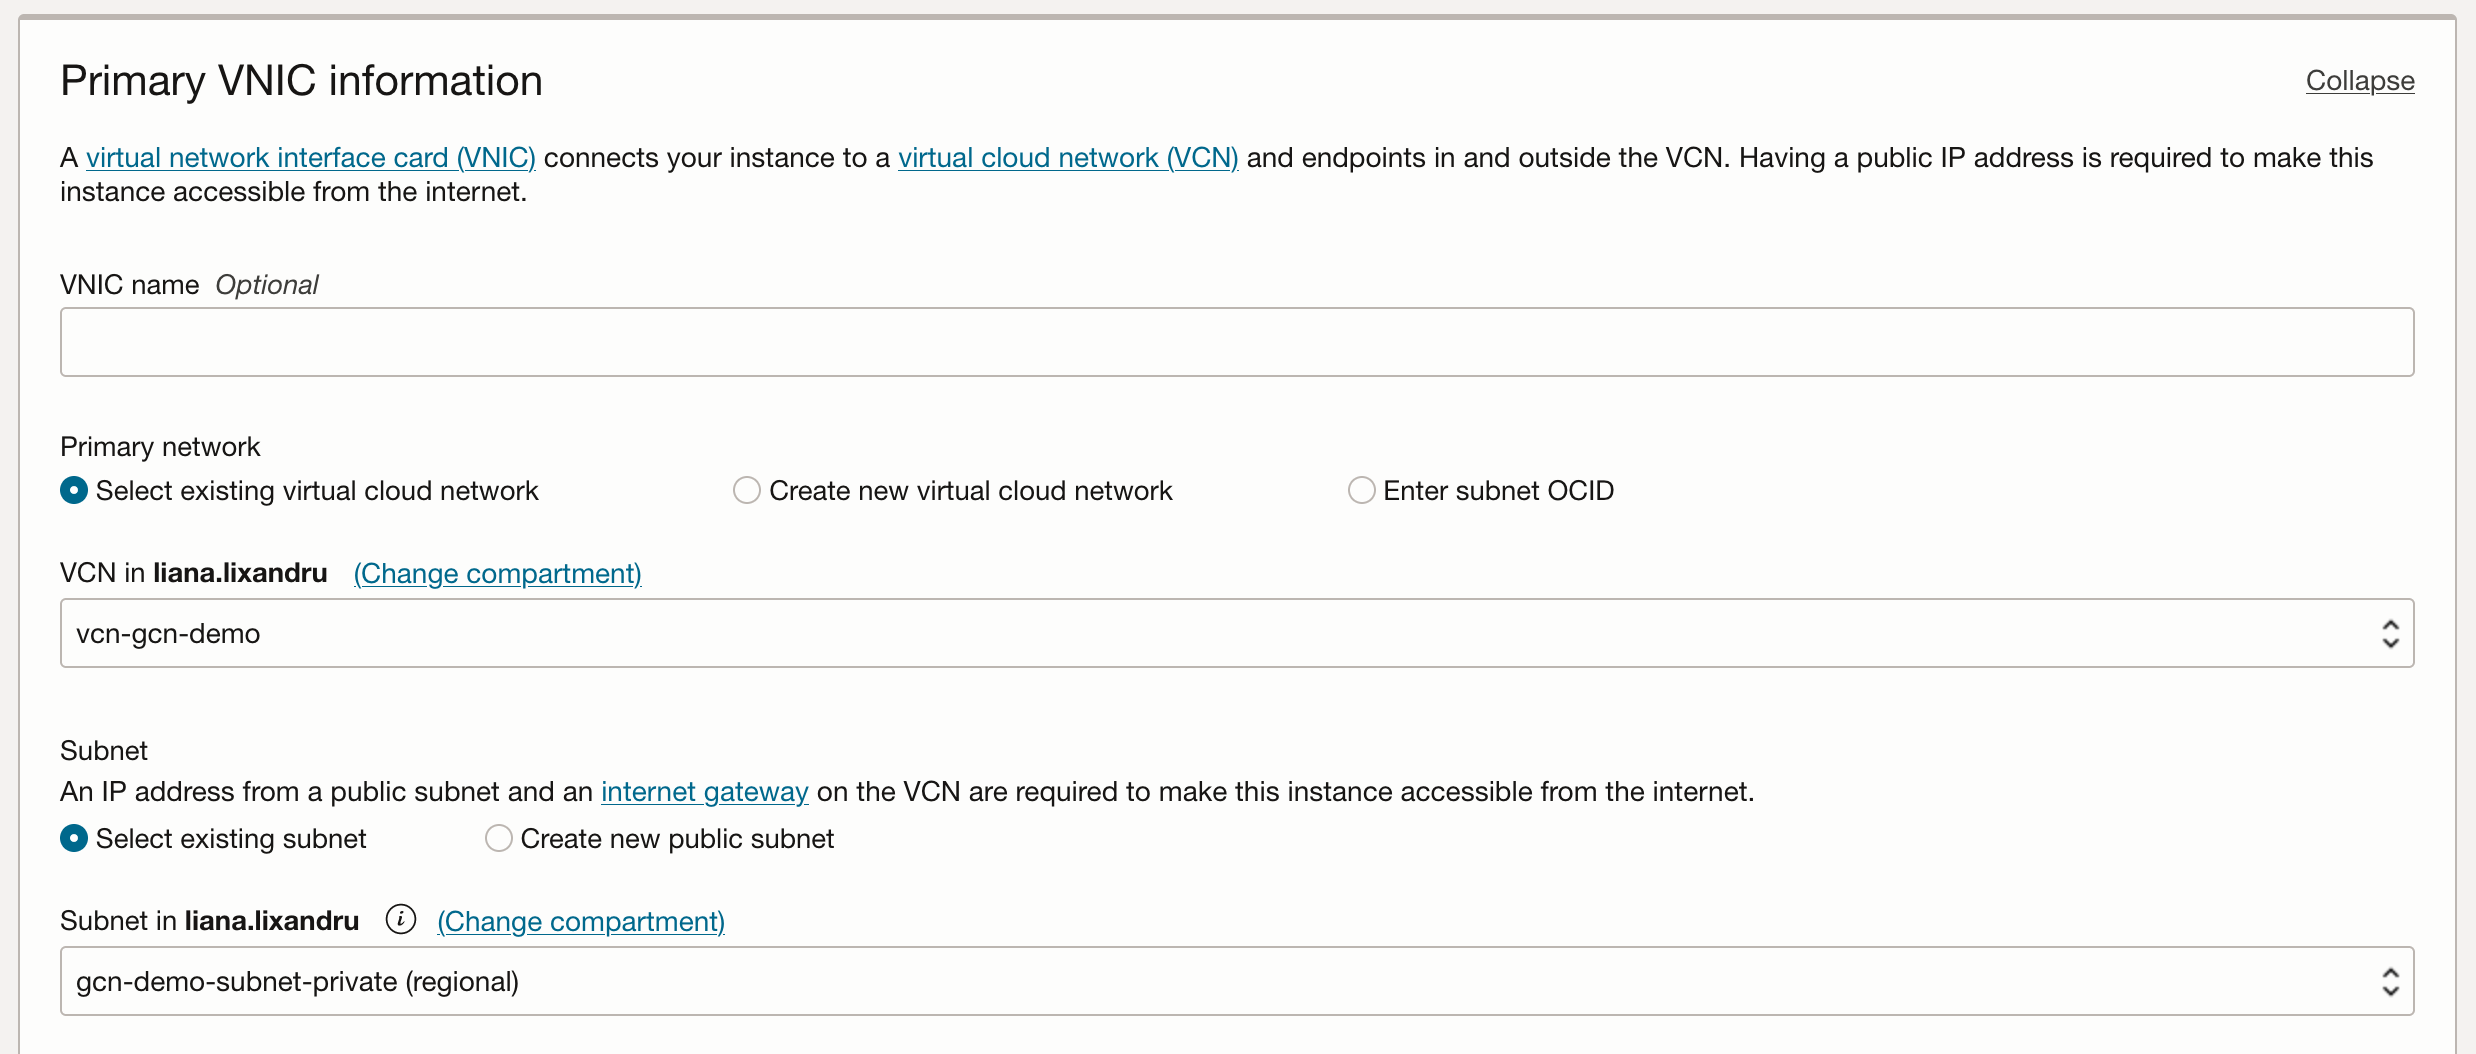 Primary VNIC information
Collapse
A virtual network interface card (VNIC) connects your instance to a virtual cloud network (VCN) and endpoints in and outside the VCN. Having a public IP address is required to make this
instance accessible from the internet.
VNIC name Optional
Primary network
Select existing virtual cloud network
Create new virtual cloud network
Enter subnet OCID
VCN in liana.lixandru (Change compartment)
vcn-gcn-demo
Subnet
An IP address from a public subnet and an internet gateway on the VCN are required to make this instance accessible from the internet.
Select existing subnet
Create new public subnet
Subnet in liana.lixandru i (Change compartment)
gcn-demo-subnet-private (regional)